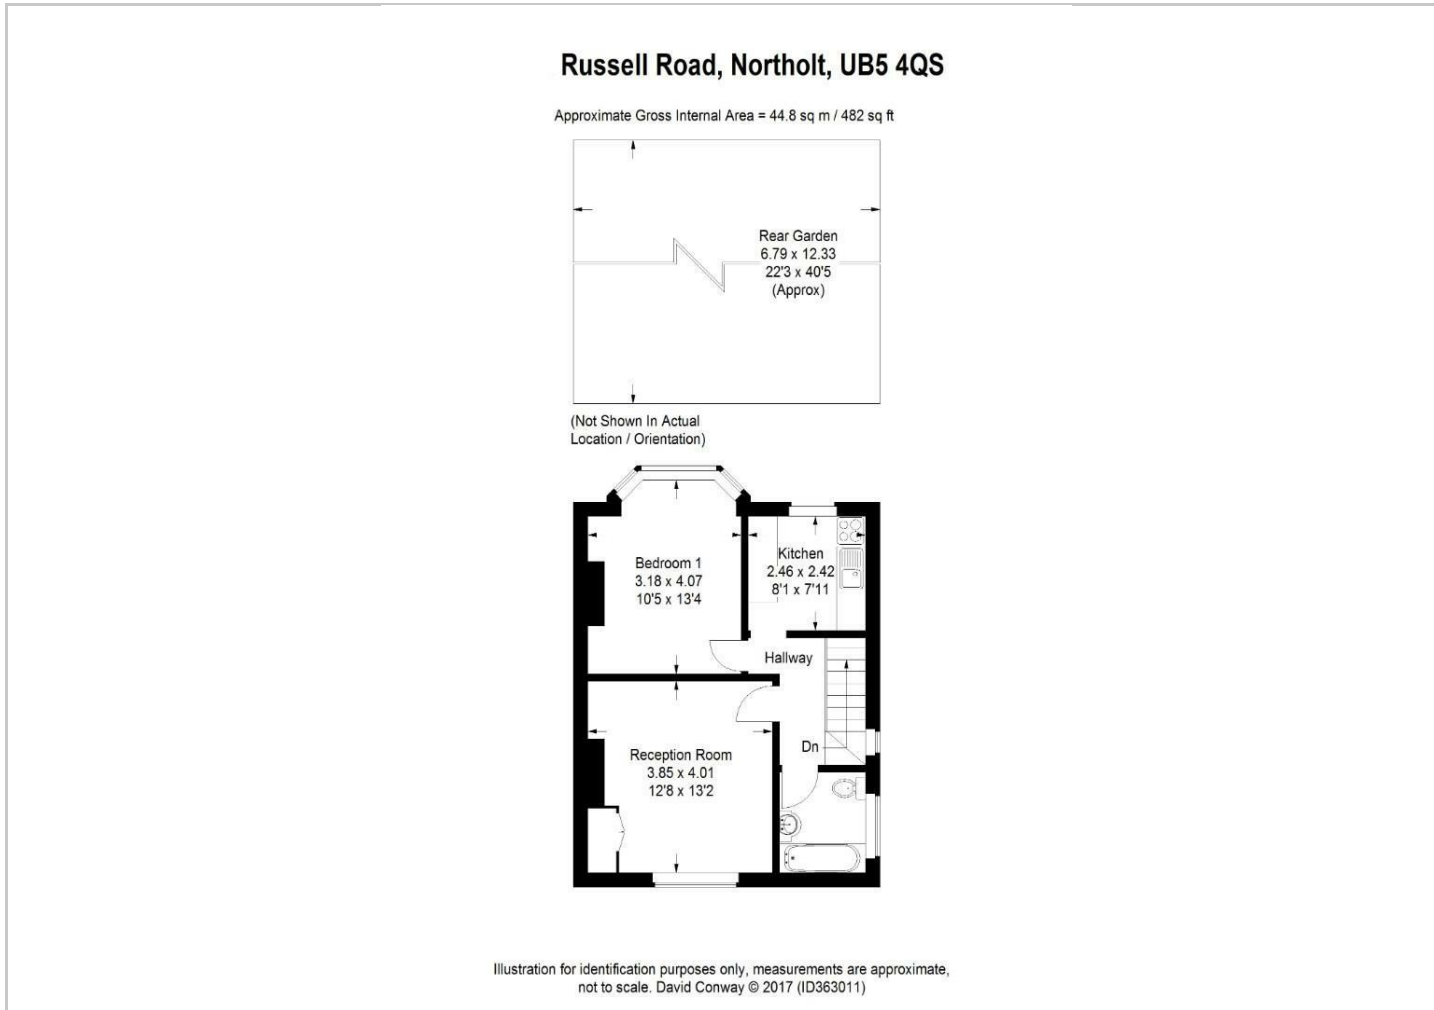 Russell Road, Northolt, UB5 4QS
Approximate Gross Internal Area = 44.8 sq m / 482 sq ft
Rear Garden
6.79 x 12.33
22'3 x 40'5
(Approx)
(Not Shown In Actual
Location / Orientation)
Bedroom 1
3.18 x 4.07
10'5 x 13'4
Kitchen
2.46 x 2.42
8'1 x 7'11
Hallway
Reception Room
3.85 x 4.01
12'8 x 13'2
Dn
Illustration for identification purposes only, measurements are approximate,
not to scale. David Conway © 2017 (ID363011)